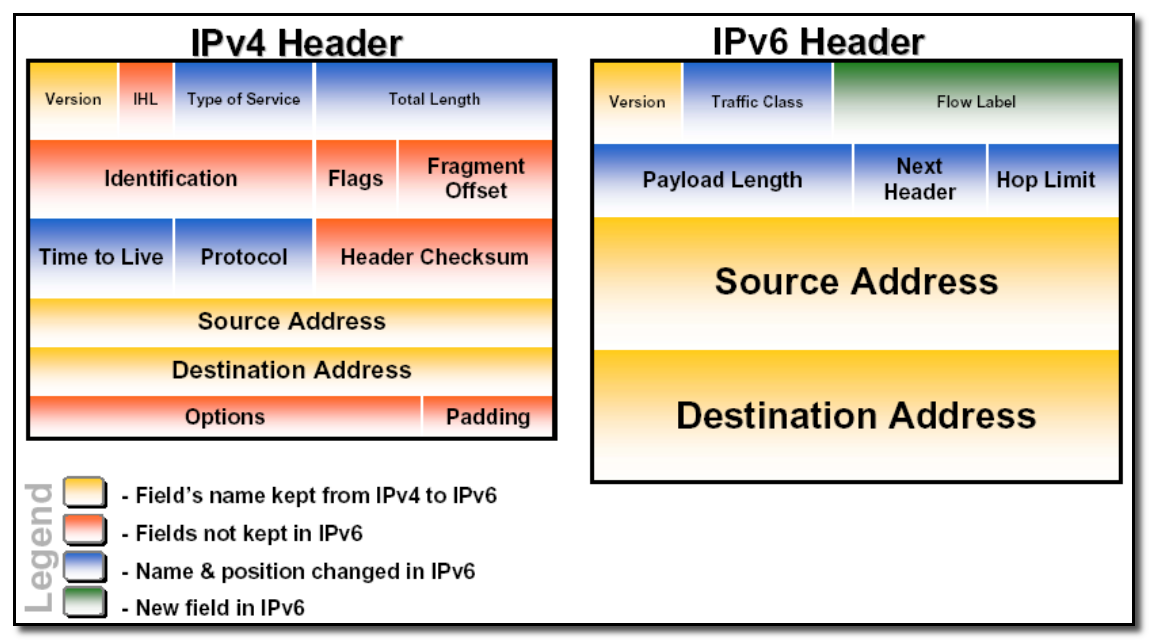 IPv4 Header
Version IHL Type of Service Total Length
Identification Flags Fragment Offset
Time to Live Protocol Header Checksum
Source Address
Destination Address
Options Padding
IPv6 Header
Version Traffic Class Flow Label
Payload Length Next Header Hop Limit
Source Address
Destination Address
Legend
- Field's name kept from IPv4 to IPv6
- Fields not kept in IPv6
- Name & position changed in IPv6
- New field in IPv6